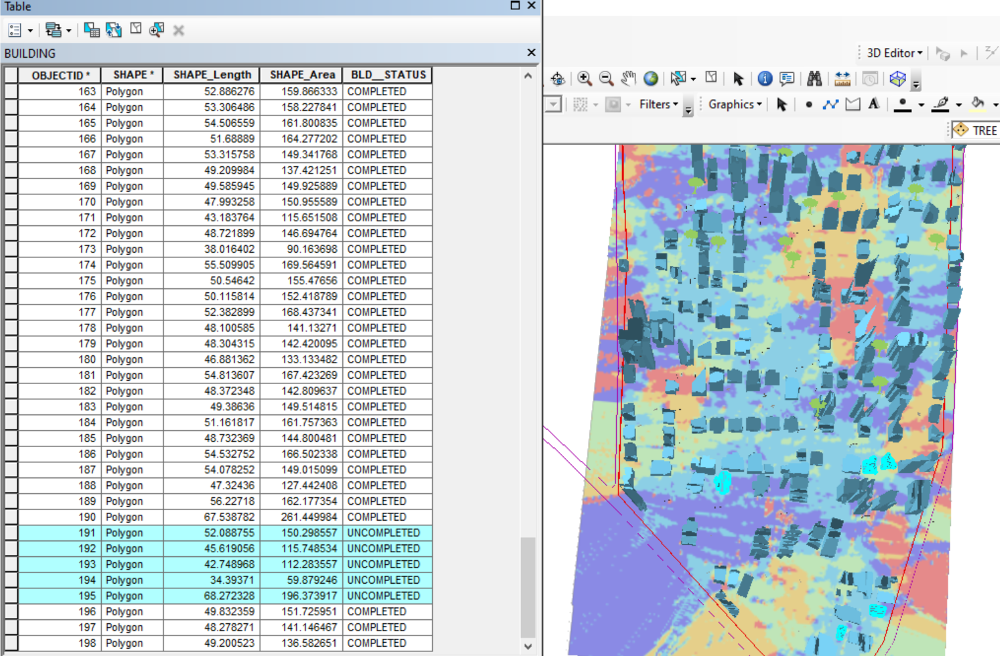 Table
BUILDING
OBJECTID * SHAPE * SHAPE_Length SHAPE_Area BLD__STATUS
163 Polygon 52.886276 159.866333 COMPLETED
164 Polygon 53.306486 158.227841 COMPLETED
165 Polygon 54.506559 161.800835 COMPLETED
166 Polygon 51.68889 164.277202 COMPLETED
167 Polygon 53.315758 149.341768 COMPLETED
168 Polygon 49.209984 137.421251 COMPLETED
169 Polygon 49.585945 149.925889 COMPLETED
170 Polygon 47.993258 150.955589 COMPLETED
171 Polygon 43.183764 115.651508 COMPLETED
172 Polygon 48.721899 146.694764 COMPLETED
173 Polygon 38.016402 90.163698 COMPLETED
174 Polygon 55.509905 169.564591 COMPLETED
175 Polygon 50.54642 155.47656 COMPLETED
176 Polygon 50.115814 152.418789 COMPLETED
177 Polygon 52.382899 168.437341 COMPLETED
178 Polygon 48.100585 141.13271 COMPLETED
179 Polygon 48.304315 142.420095 COMPLETED
180 Polygon 46.881362 133.133482 COMPLETED
181 Polygon 54.813607 167.423269 COMPLETED
182 Polygon 48.372348 142.809637 COMPLETED
183 Polygon 49.38636 149.514815 COMPLETED
184 Polygon 51.161817 161.757363 COMPLETED
185 Polygon 48.732369 144.800481 COMPLETED
186 Polygon 54.532752 166.502338 COMPLETED
187 Polygon 54.078252 149.015099 COMPLETED
188 Polygon 47.32436 127.442408 COMPLETED
189 Polygon 56.22718 162.177354 COMPLETED
190 Polygon 67.538782 261.449984 COMPLETED
191 Polygon 52.088755 150.298557 UNCOMPLETED
192 Polygon 45.619056 115.748534 UNCOMPLETED
193 Polygon 42.748968 112.283557 UNCOMPLETED
194 Polygon 34.39371 59.879246 UNCOMPLETED
195 Polygon 68.272328 196.373917 UNCOMPLETED
196 Polygon 49.832359 151.725951 COMPLETED
197 Polygon 48.278271 141.146467 COMPLETED
198 Polygon 49.200523 136.582651 COMPLETED
3D Editor
Filters Graphics A
TREE